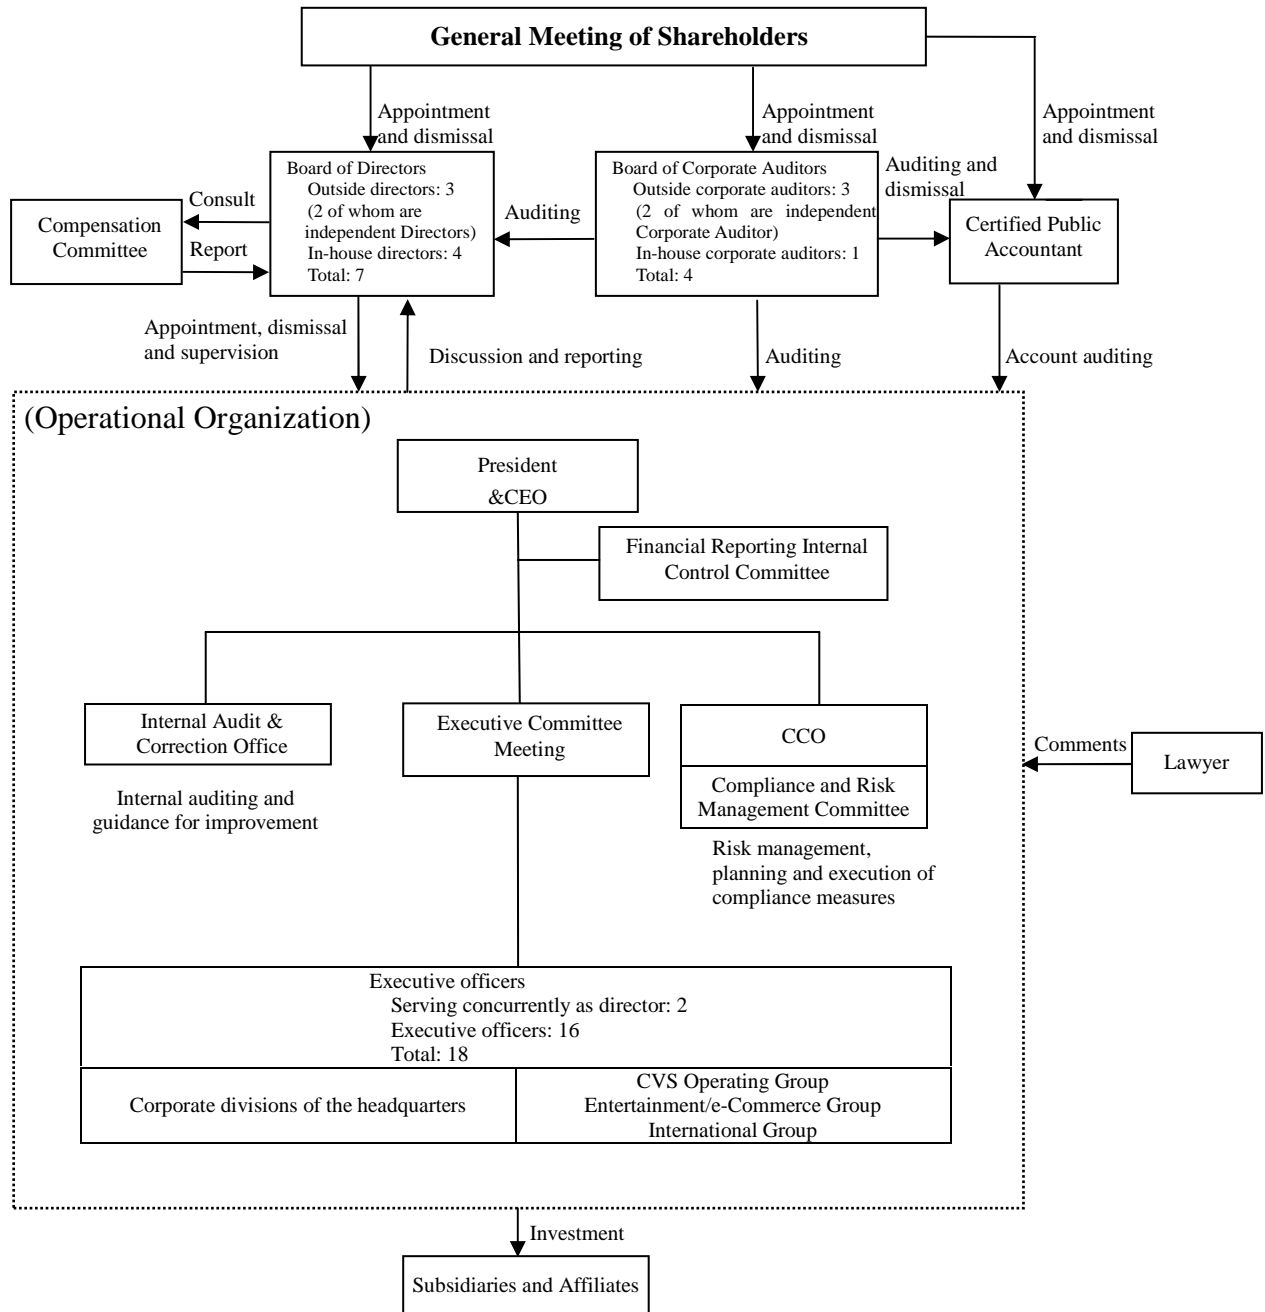 General Meeting of Shareholders
Appointment
and dismissal
Appointment
and dismissal
Appointment
and dismissal
Board of Directors
Outside directors: 3
(2 of whom are
independent Directors)
In-house directors: 4
Total: 7
Board of Corporate Auditors
Outside corporate auditors: 3
(2 of whom are independent
Corporate Auditor)
In-house corporate auditors: 1
Total: 4
Auditing and
dismissal
Consult
Compensation
Committee
Report
Auditing
Certified Public
Accountant
Appointment, dismissal
and supervision
Discussion and reporting
Auditing
Account auditing
(Operational Organization)
President
&CEO
Financial Reporting Internal
Control Committee
Internal Audit &
Correction Office
Internal auditing and
guidance for improvement
Executive Committee
Meeting
CCO
Compliance and Risk
Management Committee
Risk management,
planning and execution of
compliance measures
Comments
Lawyer
Executive officers
Serving concurrently as director: 2
Executive officers: 16
Total: 18
Corporate divisions of the headquarters
CVS Operating Group
Entertainment/e-Commerce Group
International Group
Investment
Subsidiaries and Affiliates